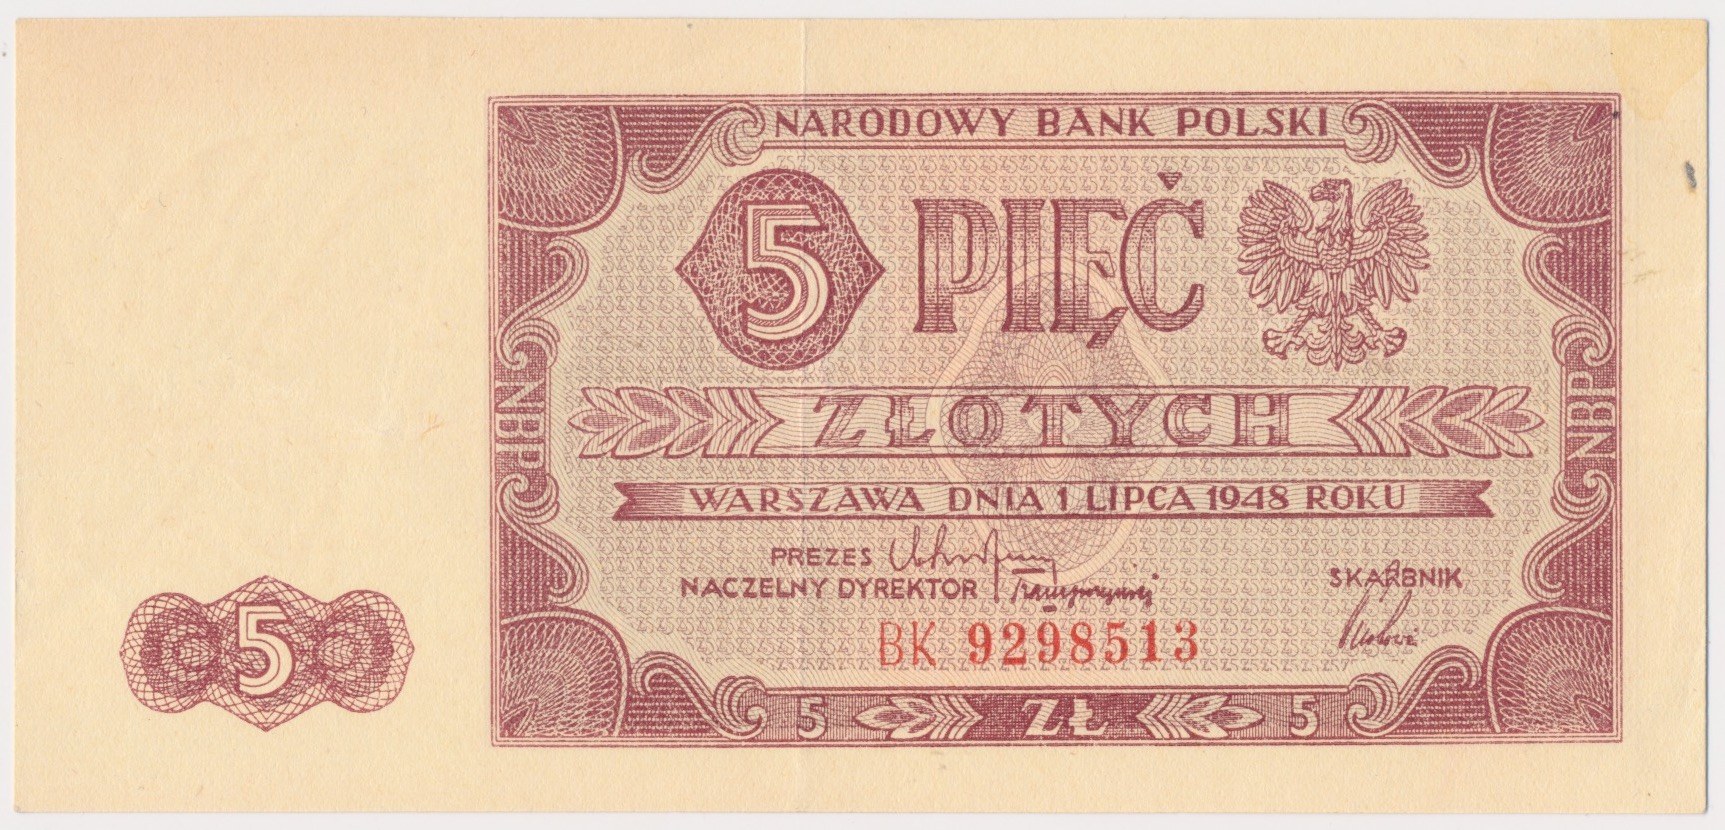 NARODOWY BANK POLSKI
5 PIĘĆ
ZŁOTYCH
NBP
NBP
WARSZAWA DNIA 1 LIPCA 1948 ROKU
PREZES
NACZELNY DYREKTOR
SKARBNIK
BK 9298513
5
5 ZŁ 5